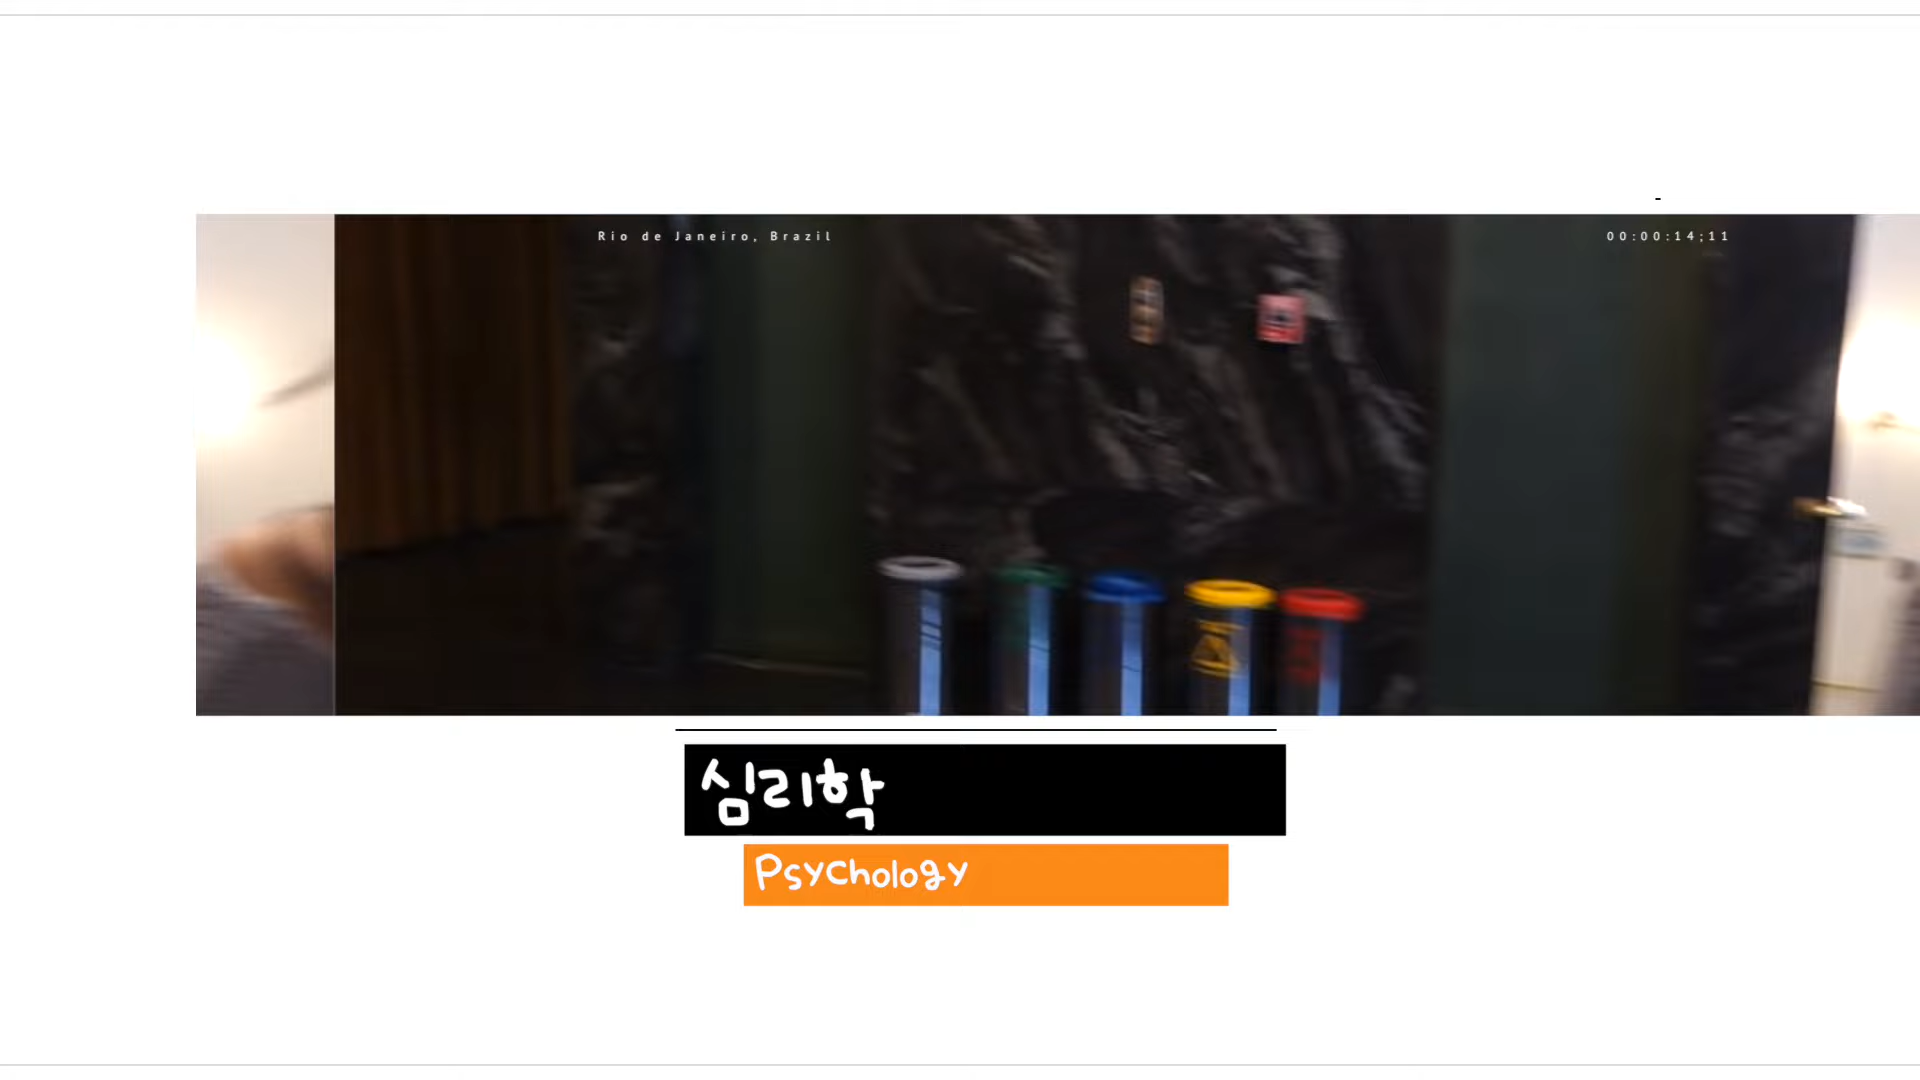 Rio de Janeiro, Brazil
00:00:14;11
심리학
Psychology